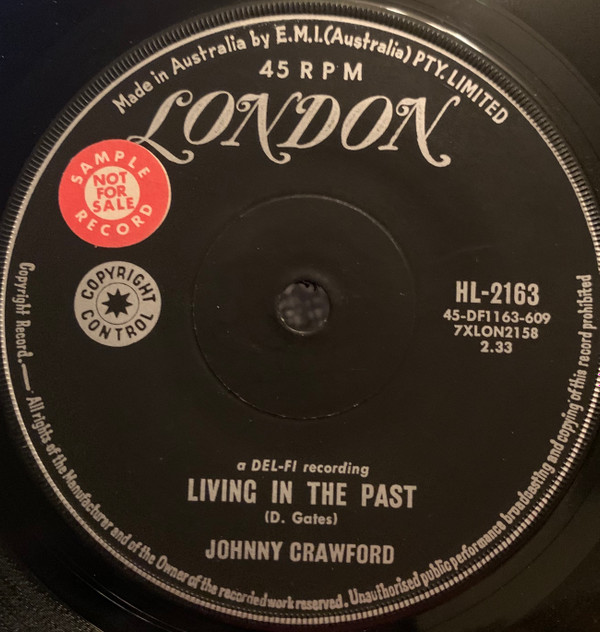 Made in Australia by E.M.I.(Australia) PTY. LIMITED
45 RPM
LONDON
SAMPLE
NOT
FOR
SALE
RECORD
COPYRIGHT
CONTROL
HL-2163
45-DF1163-609
7XLON2158
2.33
a DEL-FI recording
LIVING IN THE PAST
(D. Gates)
JOHNNY CRAWFORD
Copyright Record.— All rights of the Manufacturer and of the Owner of the recorded work reserved. Unauthorised public performance broadcasting and copying of this record prohibited